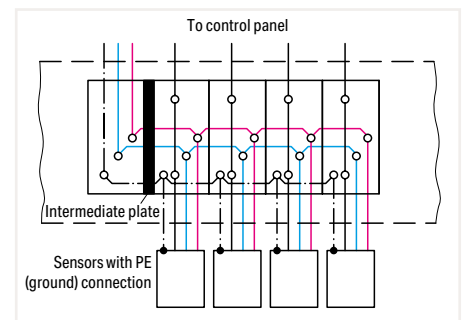 To control panel
Intermediate plate
Sensors with PE
(ground) connection